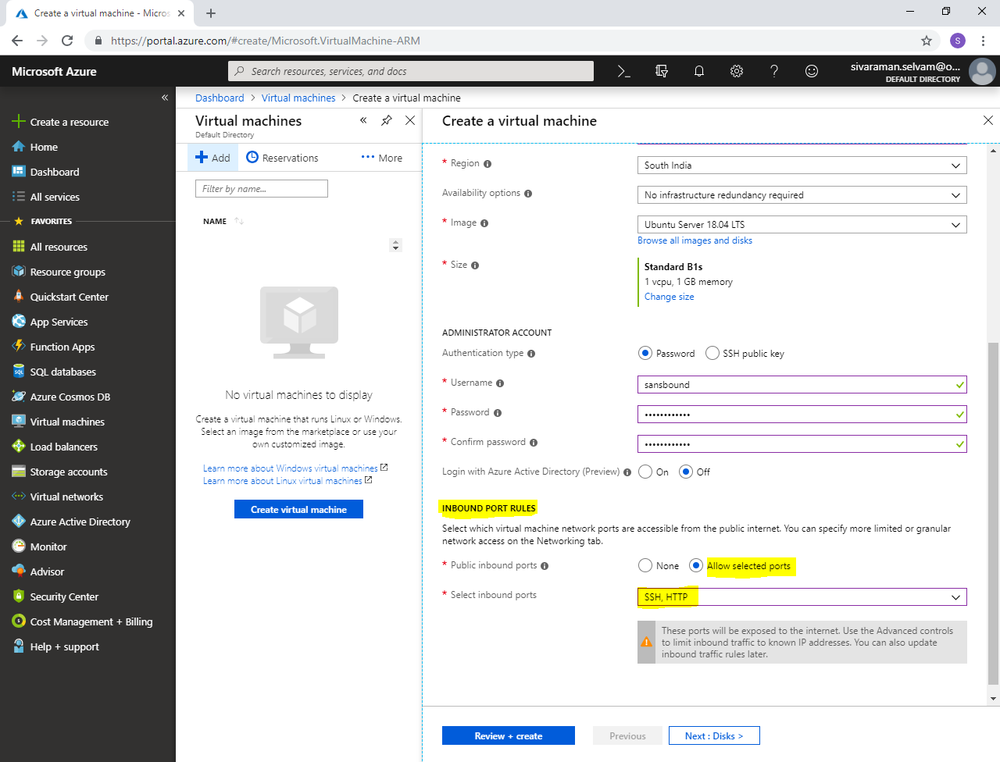 Create a virtual machine - Micros
https://portal.azure.com/#create/Microsoft.VirtualMachine-ARM
S
Microsoft Azure
Search resources, services, and docs
sivaraman.selvam@o...
DEFAULT DIRECTORY
Create a resource
Home
Dashboard
All services
FAVORITES
All resources
Resource groups
Quickstart Center
App Services
Function Apps
SQL databases
Azure Cosmos DB
Virtual machines
Load balancers
Storage accounts
Virtual networks
Azure Active Directory
Monitor
Advisor
Security Center
Cost Management + Billing
Help + support
Dashboard > Virtual machines > Create a virtual machine
Virtual machines
Default Directory
Add Reservations ••• More
Filter by name...
NAME
No virtual machines to display
Create a virtual machine that runs Linux or Windows.
Select an image from the marketplace or use your
own customized image.
Learn more about Windows virtual machines
Learn more about Linux virtual machines
Create virtual machine
Create a virtual machine
* Region South India
Availability options No infrastructure redundancy required
* Image Ubuntu Server 18.04 LTS
Browse all images and disks
* Size Standard B1s
1 vcpu, 1 GB memory
Change size
ADMINISTRATOR ACCOUNT
Authentication type Password SSH public key
* Username sansbound
* Password ••••••••••••
* Confirm password ••••••••••••
Login with Azure Active Directory (Preview) On Off
INBOUND PORT RULES
Select which virtual machine network ports are accessible from the public internet. You can specify more limited or granular
network access on the Networking tab.
* Public inbound ports None Allow selected ports
* Select inbound ports SSH, HTTP
These ports will be exposed to the internet. Use the Advanced controls
to limit inbound traffic to known IP addresses. You can also update
inbound traffic rules later.
Review + create Previous Next : Disks >